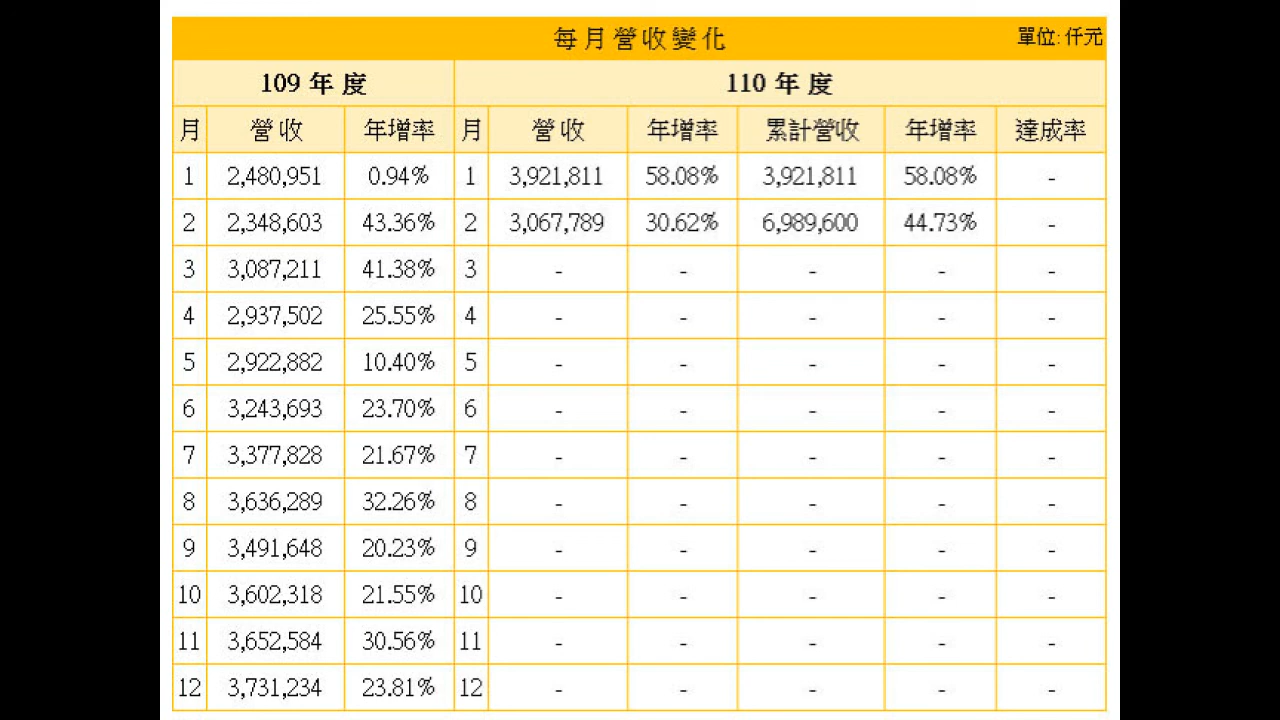 每月營收變化 單位:仟元
109 年 度 110 年 度
月 營 收 年增率 月 營 收 年增率 累計營收 年增率 達成率
1 2,480,951 0.94% 1 3,921,811 58.08% 3,921,811 58.08% -
2 2,348,603 43.36% 2 3,067,789 30.62% 6,989,600 44.73% -
3 3,087,211 41.38% 3 - - - - -
4 2,937,502 25.55% 4 - - - - -
5 2,922,882 10.40% 5 - - - - -
6 3,243,693 23.70% 6 - - - - -
7 3,377,828 21.67% 7 - - - - -
8 3,636,289 32.26% 8 - - - - -
9 3,491,648 20.23% 9 - - - - -
10 3,602,318 21.55% 10 - - - - -
11 3,652,584 30.56% 11 - - - - -
12 3,731,234 23.81% 12 - - - - -